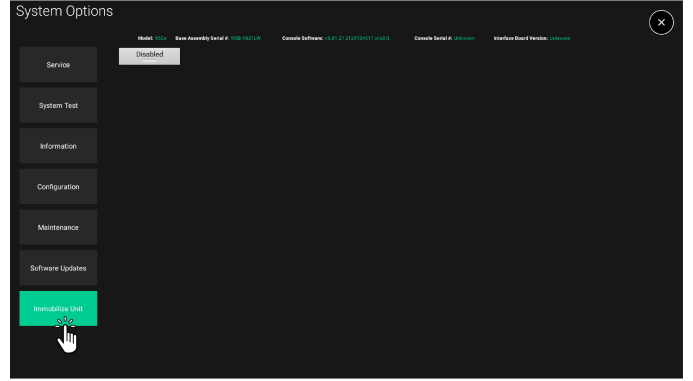 System Options
Model: 95Ce Base Assembly Serial #: Console Software: Console Serial #: Unknown Interface Board Version: Unknown
Disabled
Service
System Test
Information
Configuration
Maintenance
Software Updates
Immobilize Unit